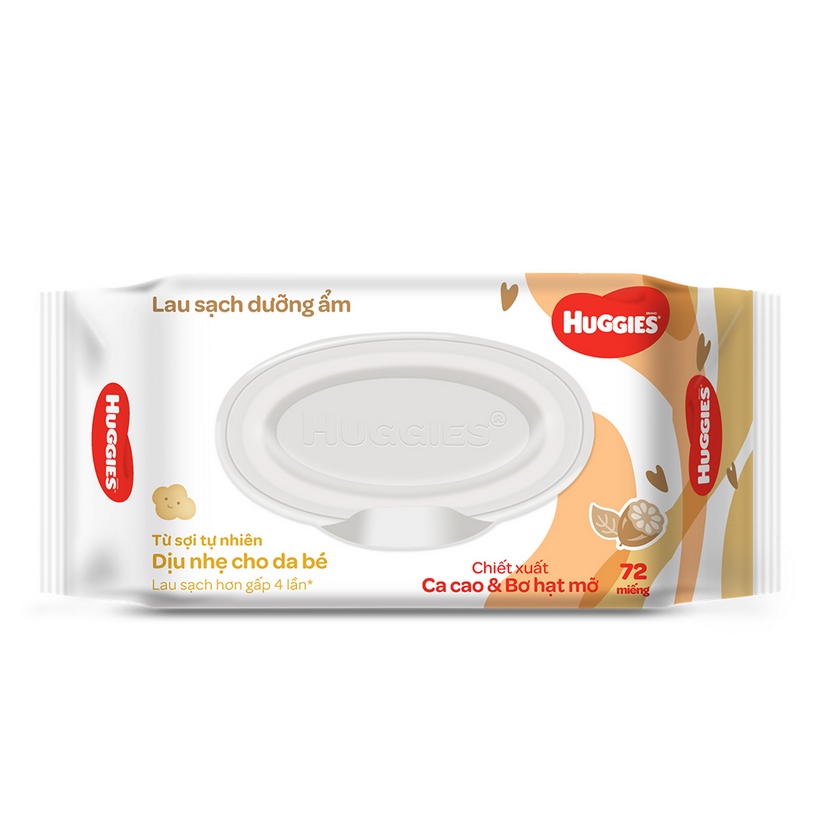 Lau sạch dưỡng ẩm
HUGGIES
BRAND
®
HUGGIES®
HUGGIES
HUGGIES
Từ sợi tự nhiên
Dịu nhẹ cho da bé
Lau sạch hơn gấp 4 lần*
Chiết xuất
Ca cao & Bơ hạt mỡ
72
miếng